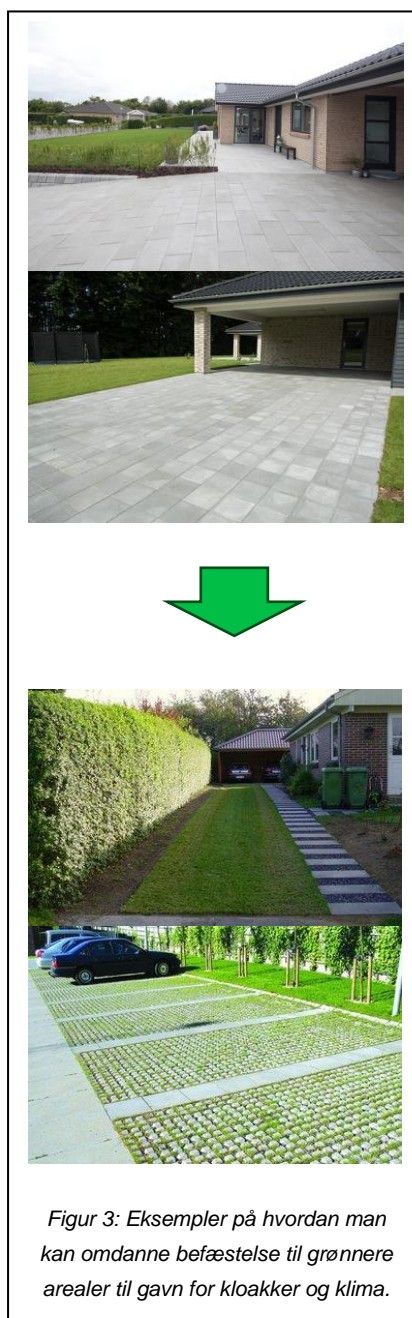 Figur 3: Eksempler på hvordan man
kan omdanne befæstelse til grønnere
arealer til gavn for kloakker og klima.